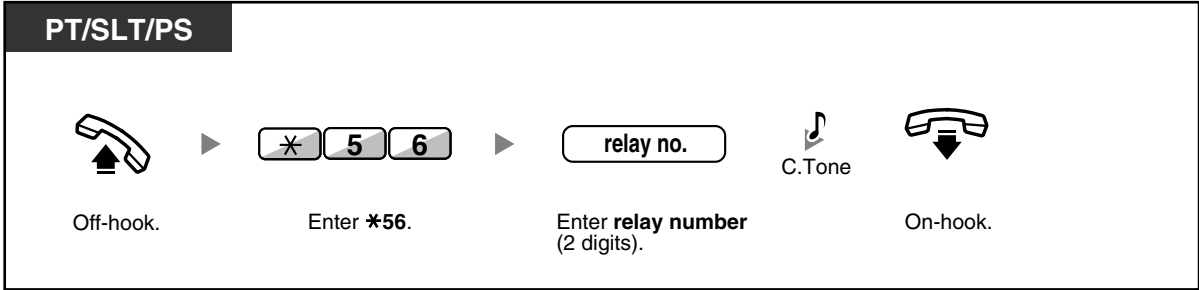 PT/SLT/PS
* 5 6
relay no.
C.Tone
Off-hook.
Enter *56.
Enter relay number
(2 digits).
On-hook.